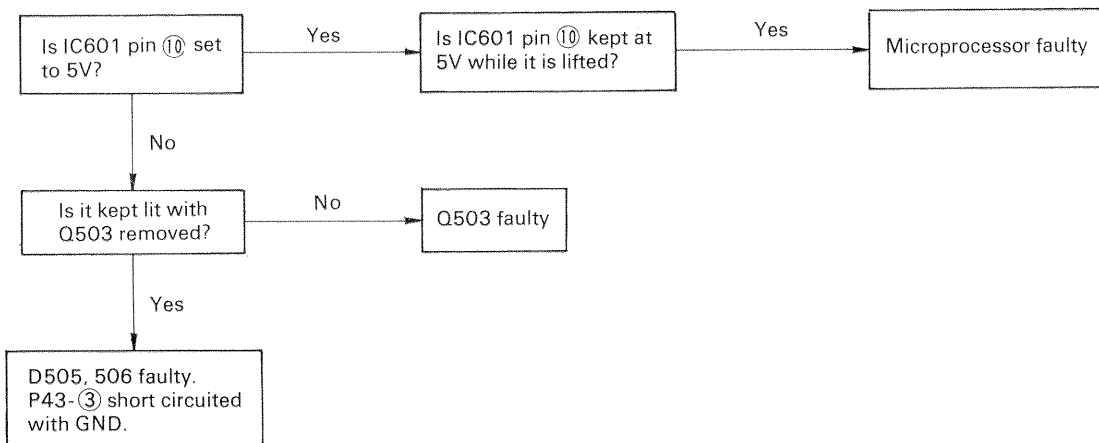 Is IC601 pin ⑩ set
to 5V?
Yes
Is IC601 pin ⑩ kept at
5V while it is lifted?
Yes
Microprocessor faulty
No
Is it kept lit with
Q503 removed?
No
Q503 faulty
Yes
D505, 506 faulty.
P43-③ short circuited
with GND.